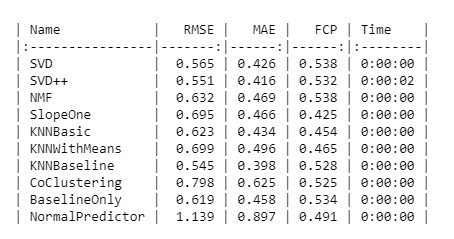 | Name            |   RMSE |   MAE |   FCP | Time    |
|:----------------|-------:|------:|------:|:--------|
| SVD             |  0.565 | 0.426 | 0.538 | 0:00:00 |
| SVD++           |  0.551 | 0.416 | 0.532 | 0:00:02 |
| NMF             |  0.632 | 0.469 | 0.538 | 0:00:00 |
| SlopeOne        |  0.695 | 0.466 | 0.425 | 0:00:00 |
| KNNBasic        |  0.623 | 0.434 | 0.454 | 0:00:00 |
| KNNWithMeans    |  0.699 | 0.496 | 0.465 | 0:00:00 |
| KNNBaseline     |  0.545 | 0.398 | 0.528 | 0:00:00 |
| CoClustering    |  0.798 | 0.625 | 0.525 | 0:00:00 |
| BaselineOnly    |  0.619 | 0.458 | 0.534 | 0:00:00 |
| NormalPredictor |  1.139 | 0.897 | 0.491 | 0:00:00 |